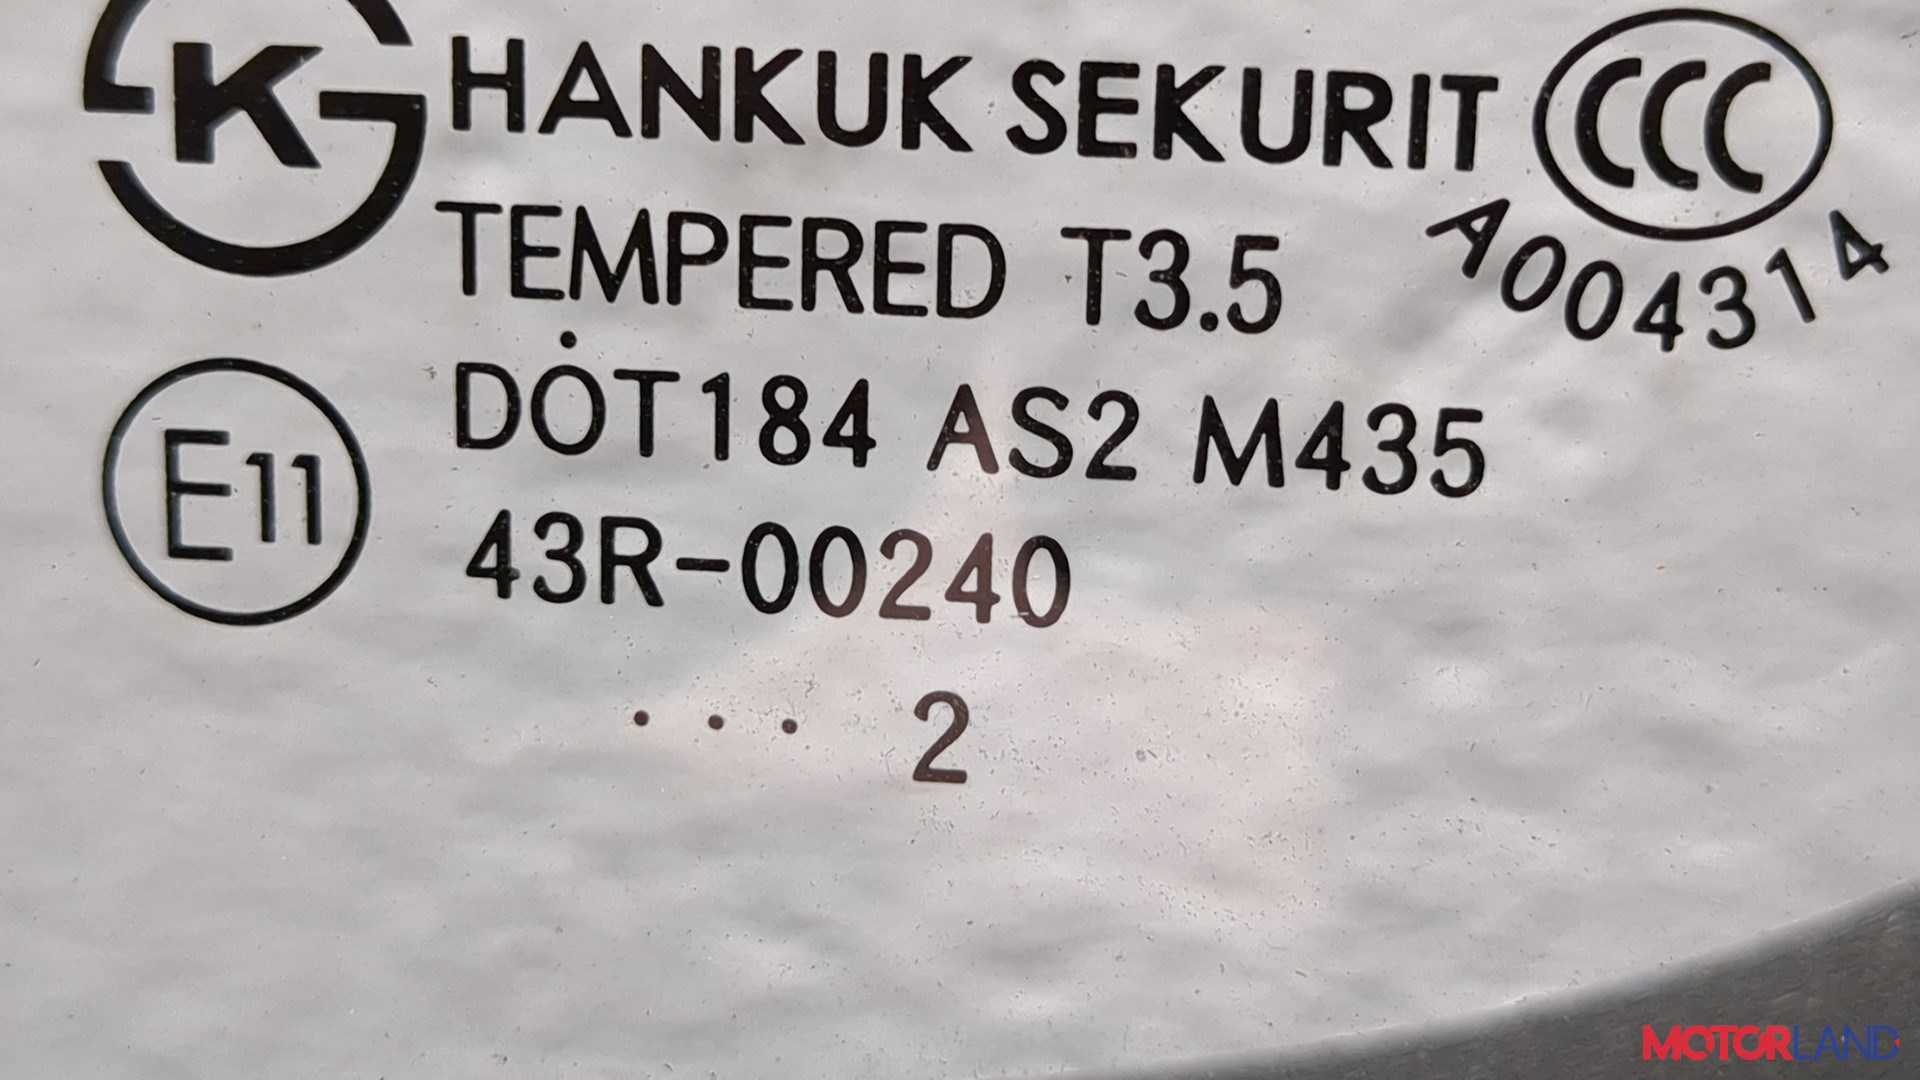 K HANKUK SEKURIT CCC
TEMPERED T3.5 A004314
DOT184 AS2 M435
E11 43R-00240
. . . 2
MOTORLAND